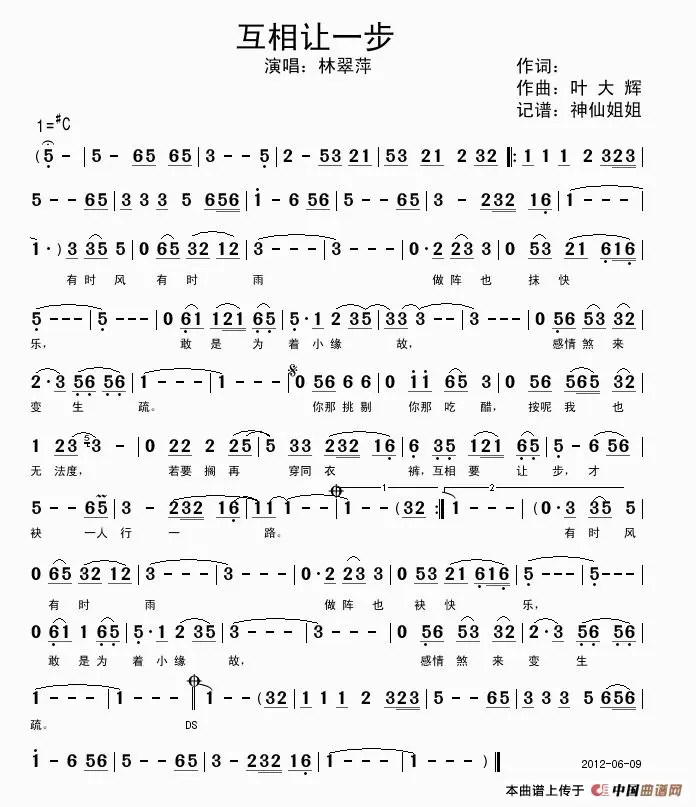 互相让一步
演唱：林翠萍
作词：
作曲：叶 大 辉
记谱：神仙姐姐
1=#C
(5 - | 5 - 65 65 | 3 - - 5 | 2 - 53 21 | 53 21 2 32 |: 1 1 1 2 323 |
5 - - 65 | 3 3 3 5 656 | 1 - 6 56 | 5 - - 65 | 3 - 232 16 | 1 - - -
1 · ) 3 35 5 | 0 65 32 12 | 3 - - - | 3 - - - | 0 · 2 23 3 | 0 53 21 616 |
有 时 风 有 时 雨 做 阵 也 抹 快
5 - - - | 5 - - - | 0 61 121 65 | 5 · 1 2 35 | 33 3 - - | 3 - - - | 0 56 53 32 |
乐， 敢 是 为 着 小 缘 故， 感 情 煞 来
2 · 3 56 56 | 1 - - - | 1 - - - | 0 56 6 6 | 0 11 65 3 | 0 56 565 32 |
变 生 疏。 你 那 挑 剔 你 那 吃 醋，按 呢 我 也
1 23 5 3 - | 0 22 2 25 | 5 33 232 16 | 6 35 121 65 | 5 - 6 56 |
无 法 度， 若 要 搁 再 穿 同 衣 裤，互 相 要 让 步，才
5 - - 65 | 3 - 232 16 | 11 1 - - | 1 - - (32 :| 1 - - - | (0 · 3 35 5
1 2
袂 一 人 行 一 路。 有 时 风
0 65 32 12 | 3 - - - | 3 - - - | 0 · 2 23 3 | 0 53 21 616 | 5 - - - | 5 - - -
有 时 雨 做 阵 也 袂 快 乐，
0 61 1 65 | 5 · 1 2 35 | 3 - - - | 3 - - - | 0 56 53 32 | 2 · 3 56 56 |
敢 是 为 着 小 缘 故， 感 情 煞 来 变 生
1 - - - | 1 - - - || 1 - - (32 | 1 1 1 2 323 | 5 - - 65 | 3 3 3 5 656 |
疏。 DS
1 - 6 56 | 5 - - 65 | 3 - 232 16 | 1 - - - | 1 - - - ||
2012-06-09
本曲谱上传于 中国曲谱网